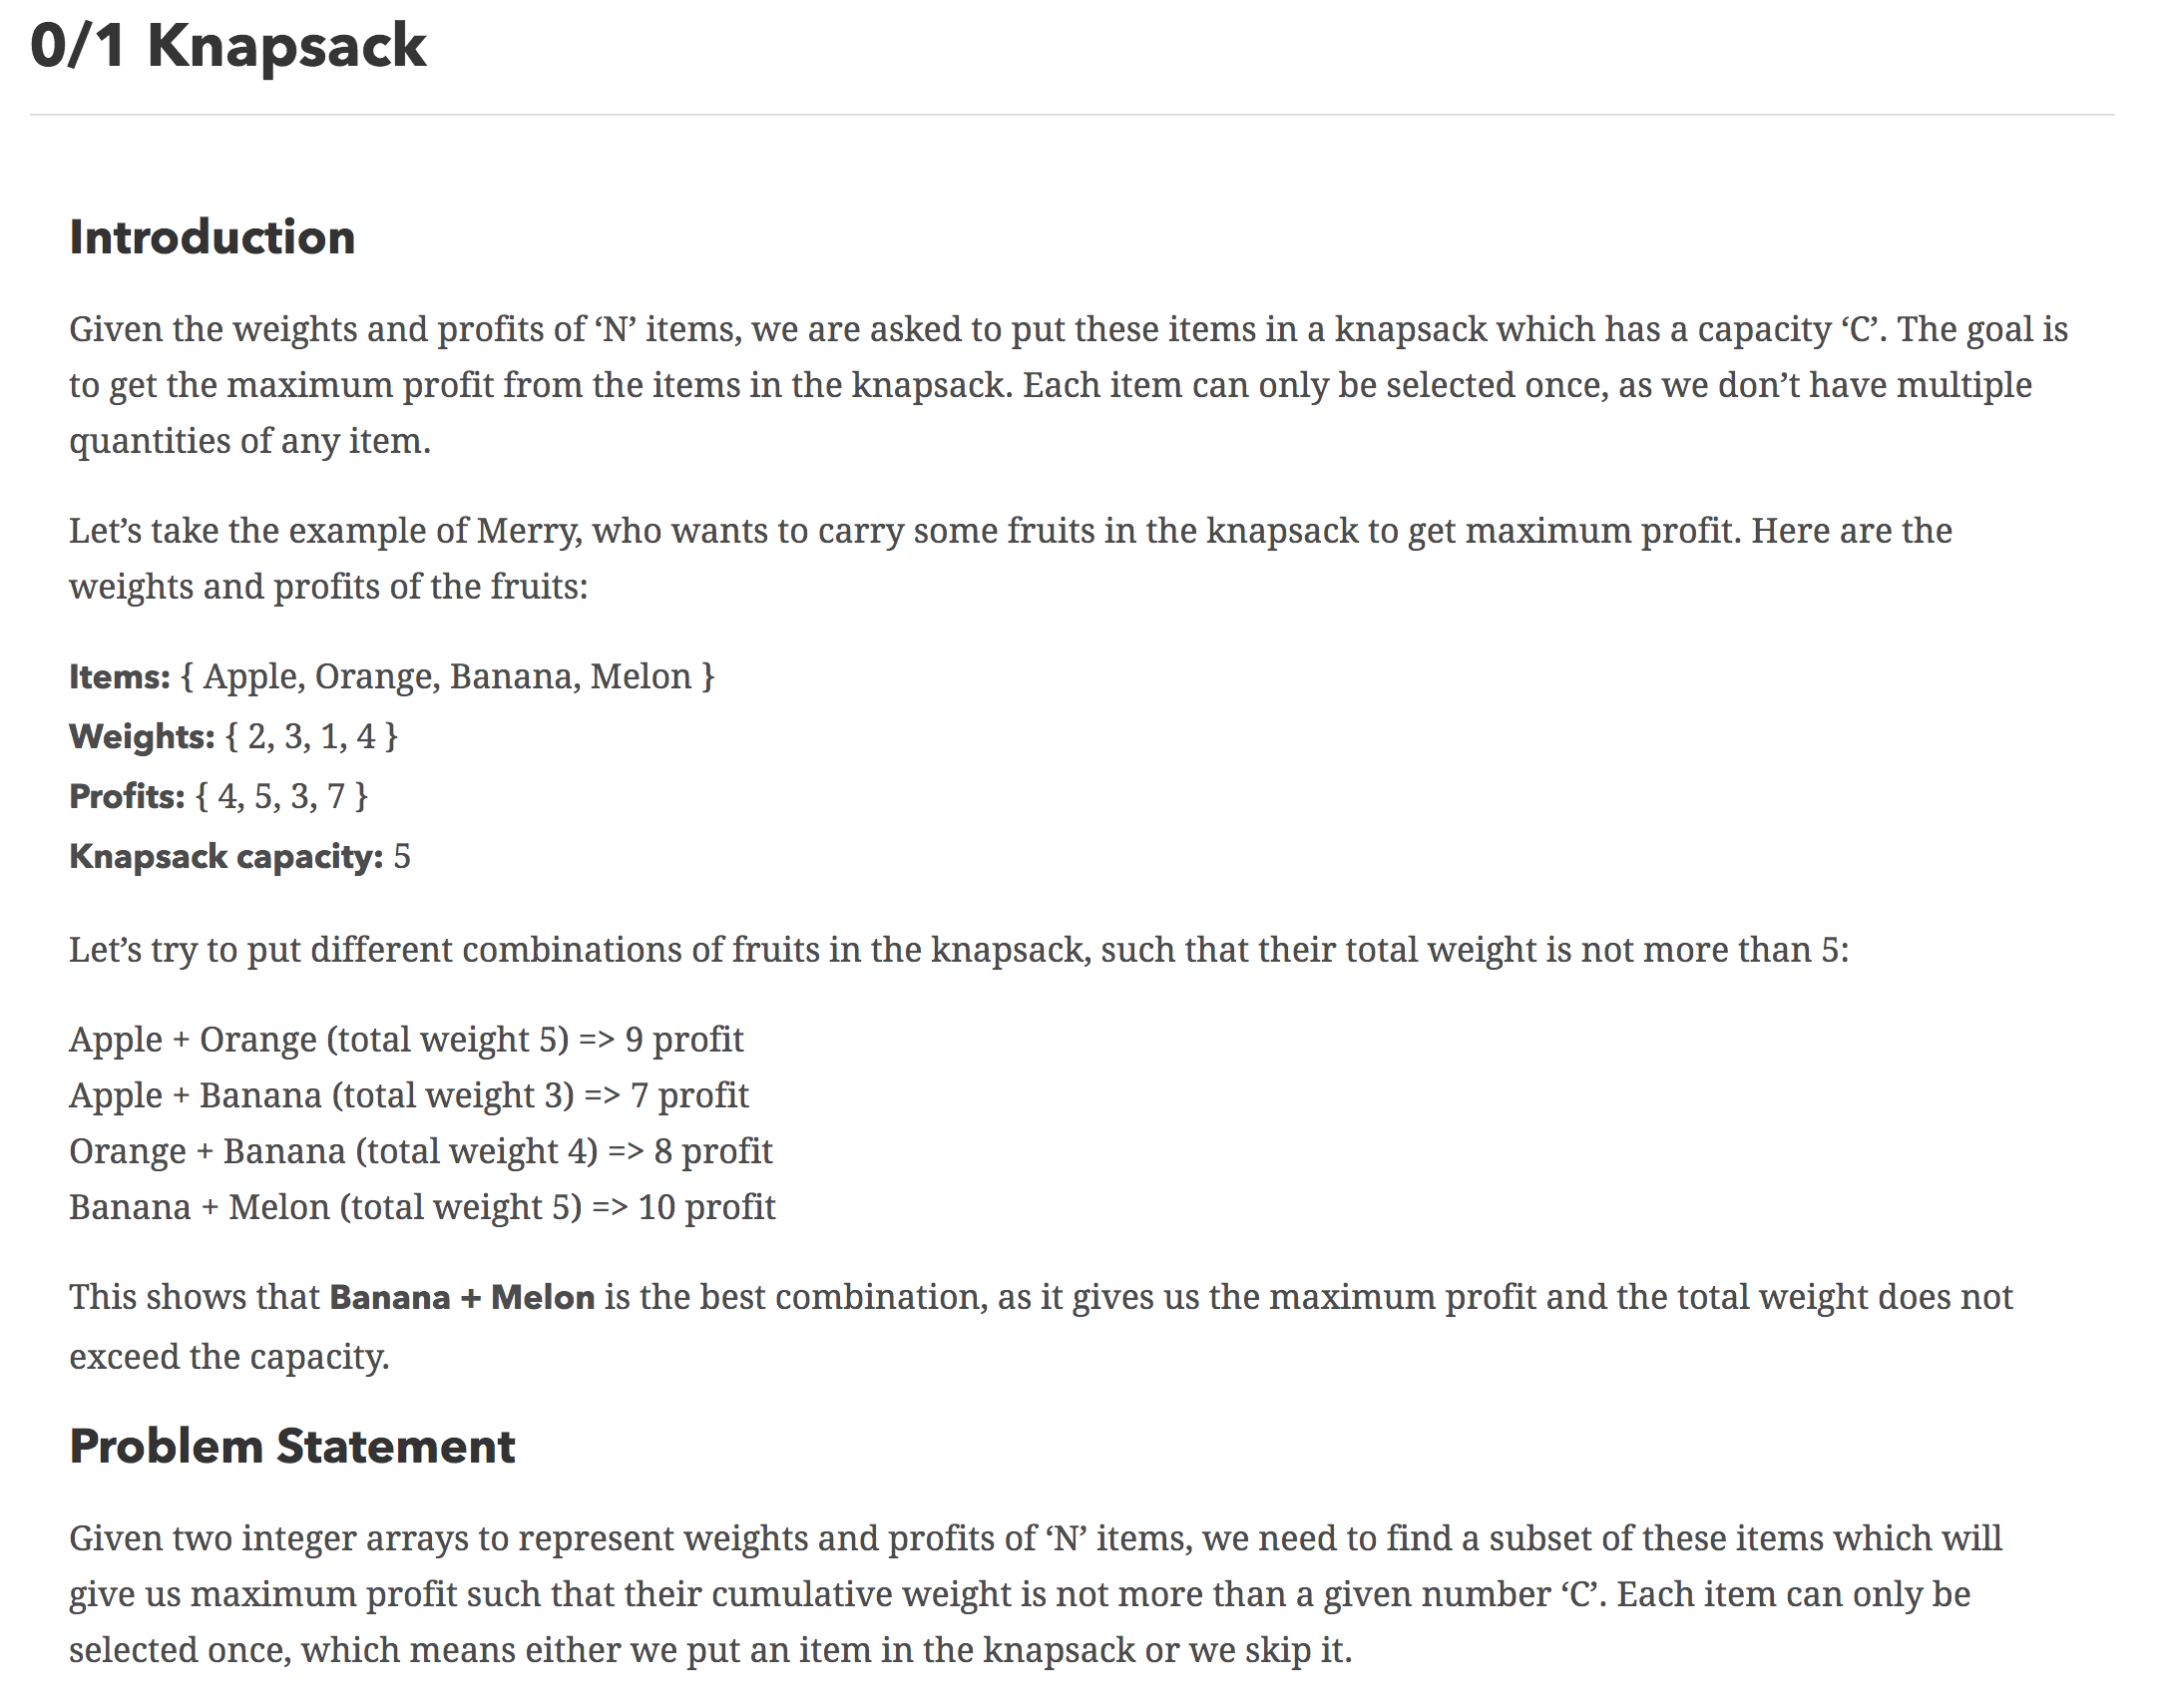 0/1 Knapsack
Introduction
Given the weights and profits of ‘N’ items, we are asked to put these items in a knapsack which has a capacity ‘C’. The goal is
to get the maximum profit from the items in the knapsack. Each item can only be selected once, as we don’t have multiple
quantities of any item.
Let’s take the example of Merry, who wants to carry some fruits in the knapsack to get maximum profit. Here are the
weights and profits of the fruits:
Items: { Apple, Orange, Banana, Melon }
Weights: { 2, 3, 1, 4 }
Profits: { 4, 5, 3, 7 }
Knapsack capacity: 5
Let’s try to put different combinations of fruits in the knapsack, such that their total weight is not more than 5:
Apple + Orange (total weight 5) => 9 profit
Apple + Banana (total weight 3) => 7 profit
Orange + Banana (total weight 4) => 8 profit
Banana + Melon (total weight 5) => 10 profit
This shows that Banana + Melon is the best combination, as it gives us the maximum profit and the total weight does not
exceed the capacity.
Problem Statement
Given two integer arrays to represent weights and profits of ‘N’ items, we need to find a subset of these items which will
give us maximum profit such that their cumulative weight is not more than a given number ‘C’. Each item can only be
selected once, which means either we put an item in the knapsack or we skip it.